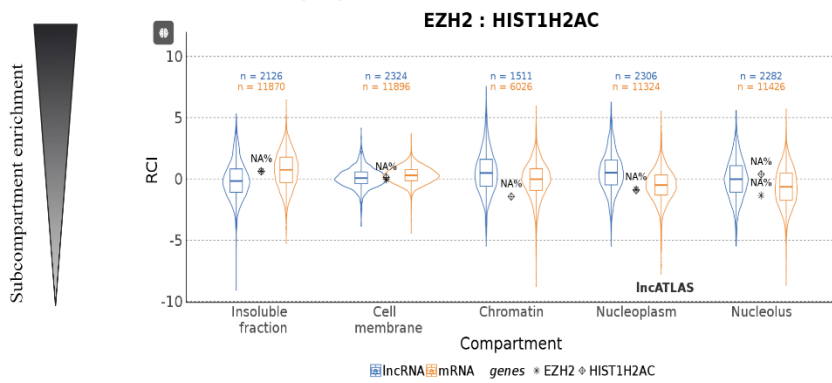 EZH2 : HIST1H2AC
Subcompartment enrichment
RCI
10
5
0
-5
-10
n = 2126
n = 11870
n = 2324
n = 11896
n = 1511
n = 6026
n = 2306
n = 11324
n = 2282
n = 11426
NA%
NA%
NA%
NA%
NA%
NA%
lncATLAS
Insoluble
fraction
Cell
membrane
Chromatin
Nucleoplasm
Nucleolus
Compartment
lncRNA mRNA genes EZH2 HIST1H2AC